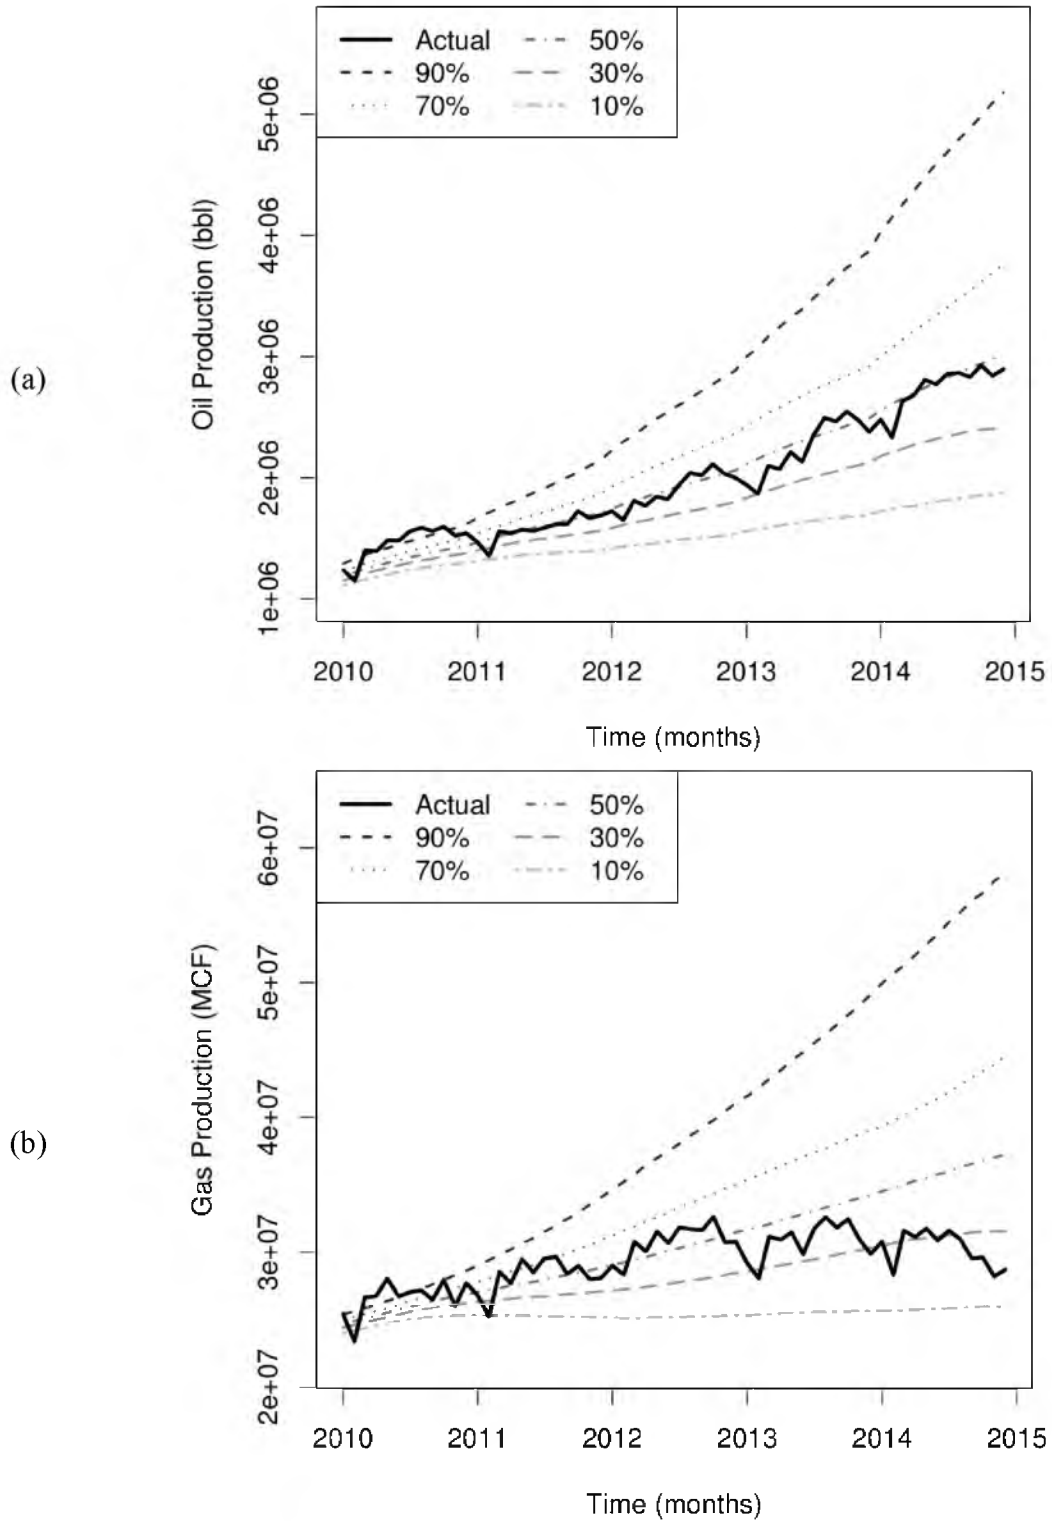 (a)
Actual
90%
70%
50%
30%
10%
Oil Production (bbl)
5e+06
4e+06
3e+06
2e+06
1e+06
2010 2011 2012 2013 2014 2015
Time (months)
(b)
Actual
90%
70%
50%
30%
10%
Gas Production (MCF)
6e+07
5e+07
4e+07
3e+07
2e+07
2010 2011 2012 2013 2014 2015
Time (months)